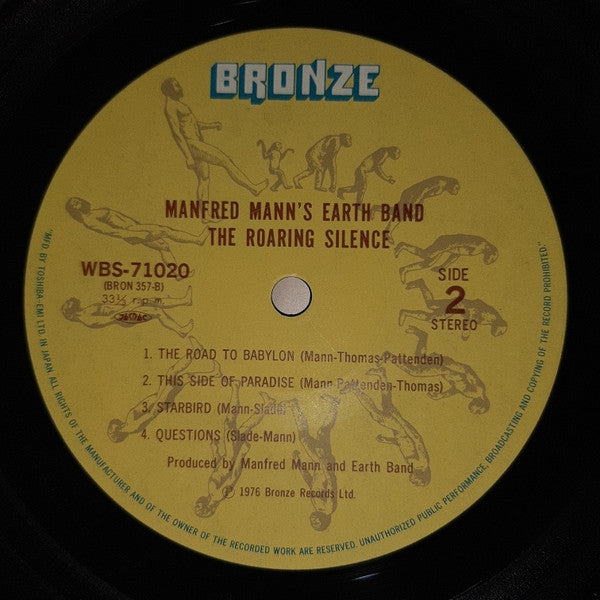 BRONZE
MANFRED MANN'S EARTH BAND
THE ROARING SILENCE
WBS-71020
(BRON 357-B)
33⅓ r.p.m.
JASRAC
SIDE
2
STEREO
1. THE ROAD TO BABYLON (Mann-Thomas-Pattenden)
2. THIS SIDE OF PARADISE (Mann-Pattenden-Thomas)
3. STARBIRD (Mann-Slade)
4. QUESTIONS (Slade-Mann)
Produced by Manfred Mann and Earth Band
Ⓟ 1976 Bronze Records Ltd.
"MFD BY TOSHIBA-EMI LTD. IN JAPAN ALL RIGHTS OF THE MANUFACTURER AND OF THE OWNER OF THE RECORDED WORK ARE RESERVED. UNAUTHORIZED PUBLIC PERFORMANCE, BROADCASTING AND COPYING OF THE RECORD PROHIBITED."